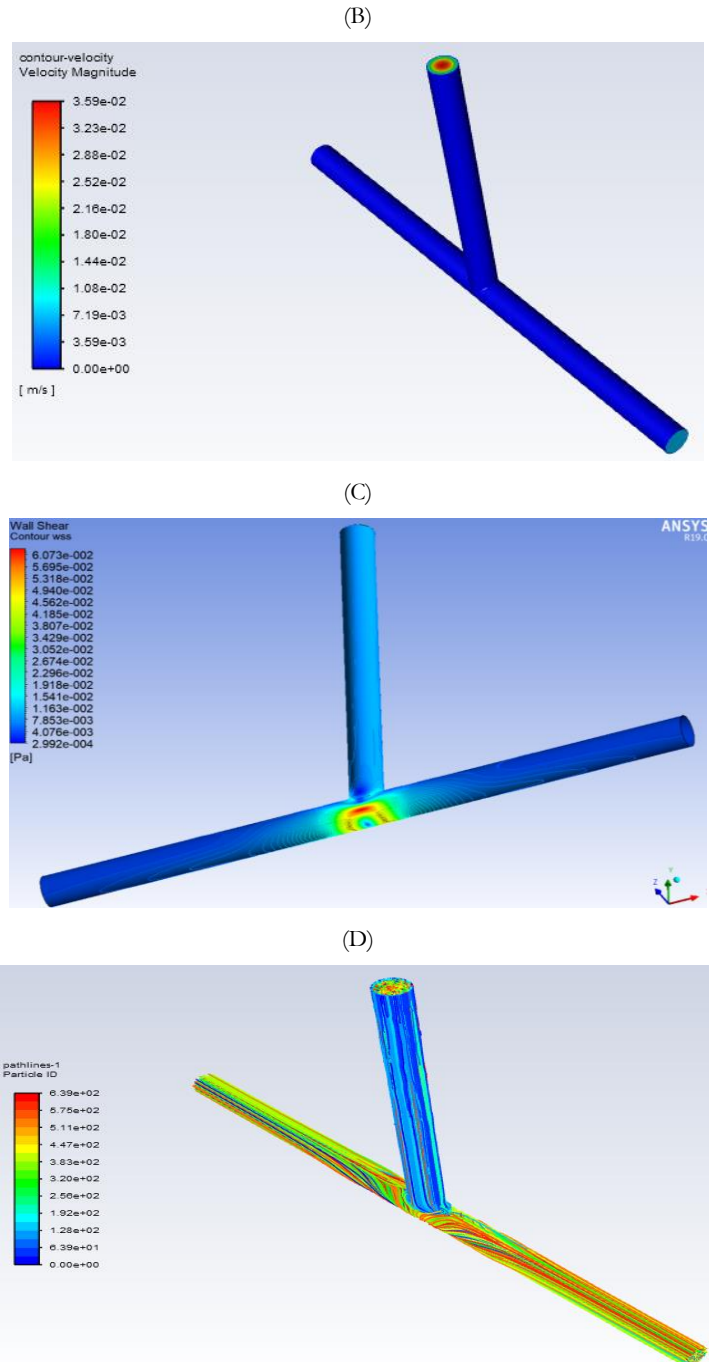 (B)
contour-velocity
Velocity Magnitude
3.59e-02
3.23e-02
2.88e-02
2.52e-02
2.16e-02
1.80e-02
1.44e-02
1.08e-02
7.19e-03
3.59e-03
0.00e+00
[ m/s ]
(C)
Wall Shear
Contour wss
6.073e-002
5.695e-002
5.318e-002
4.940e-002
4.562e-002
4.185e-002
3.807e-002
3.429e-002
3.052e-002
2.674e-002
2.296e-002
1.918e-002
1.541e-002
1.163e-002
7.853e-003
4.076e-003
2.992e-004
[Pa]
ANSYS
R19.0
Y
Z
(D)
pathlines-1
Particle ID
6.39e+02
5.75e+02
5.11e+02
4.47e+02
3.83e+02
3.20e+02
2.56e+02
1.92e+02
1.28e+02
6.39e+01
0.00e+00